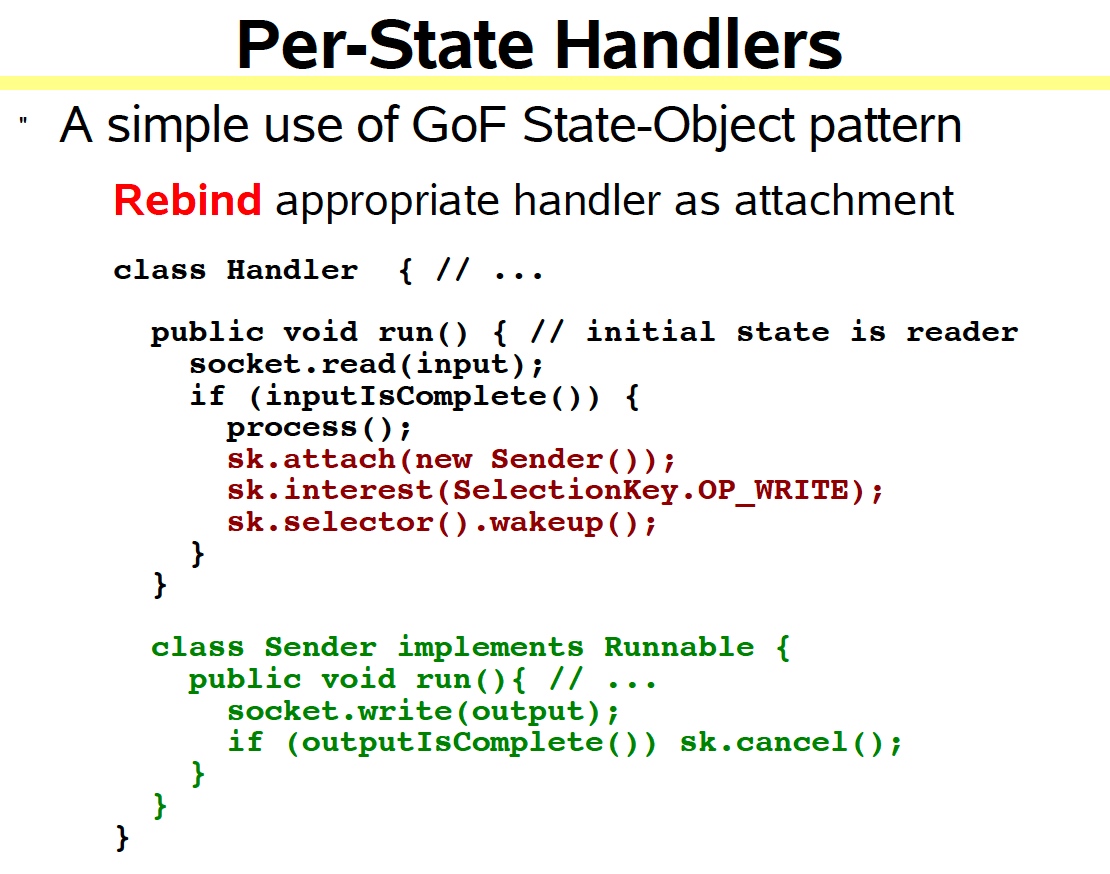 Per-State Handlers
" A simple use of GoF State-Object pattern
Rebind appropriate handler as attachment
class Handler  { // ...
public void run() { // initial state is reader
socket.read(input);
if (inputIsComplete()) {
process();
sk.attach(new Sender());
sk.interest(SelectionKey.OP_WRITE);
sk.selector().wakeup();
}
}
class Sender implements Runnable {
public void run(){ // ...
socket.write(output);
if (outputIsComplete()) sk.cancel();
}
}
}